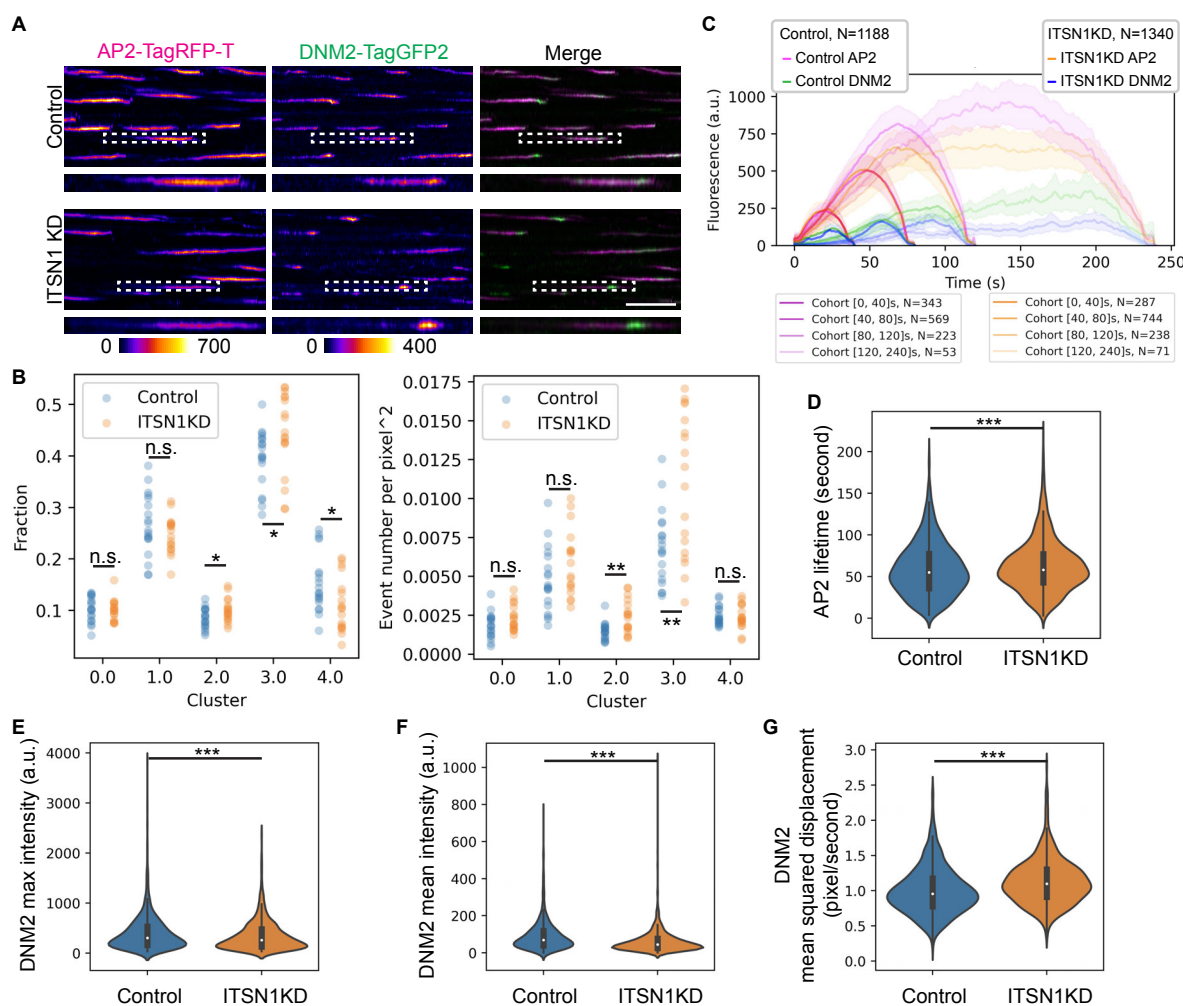 A
AP2-TagRFP-T DNM2-TagGFP2 Merge
Control
ITSN1 KD
0 700 0 400
C
Control, N=1188
Control AP2
Control DNM2
ITSN1KD, N=1340
ITSN1KD AP2
ITSN1KD DNM2
1000
750
500
250
0
Fluorescence (a.u.)
0 50 100 150 200 250
Time (s)
Cohort [0, 40]s, N=343
Cohort [40, 80]s, N=569
Cohort [80, 120]s, N=223
Cohort [120, 240]s, N=53
Cohort [0, 40]s, N=287
Cohort [40, 80]s, N=744
Cohort [80, 120]s, N=238
Cohort [120, 240]s, N=71
B
Control
ITSN1KD
0.5
0.4
0.3
0.2
0.1
Fraction
n.s. n.s. * * *
0.0 1.0 2.0 3.0 4.0
Cluster
Control
ITSN1KD
0.0175
0.0150
0.0125
0.0100
0.0075
0.0050
0.0025
0.0000
Event number per pixel^2
n.s. n.s. ** ** n.s.
0.0 1.0 2.0 3.0 4.0
Cluster
D
***
200
150
100
50
0
AP2 lifetime (second)
Control ITSN1KD
E
***
4000
3000
2000
1000
0
DNM2 max intensity (a.u.)
Control ITSN1KD
F
***
1000
800
600
400
200
0
DNM2 mean intensity (a.u.)
Control ITSN1KD
G
***
3.0
2.5
2.0
1.5
1.0
0.5
0.0
DNM2
mean squared displacement
(pixel/second)
Control ITSN1KD